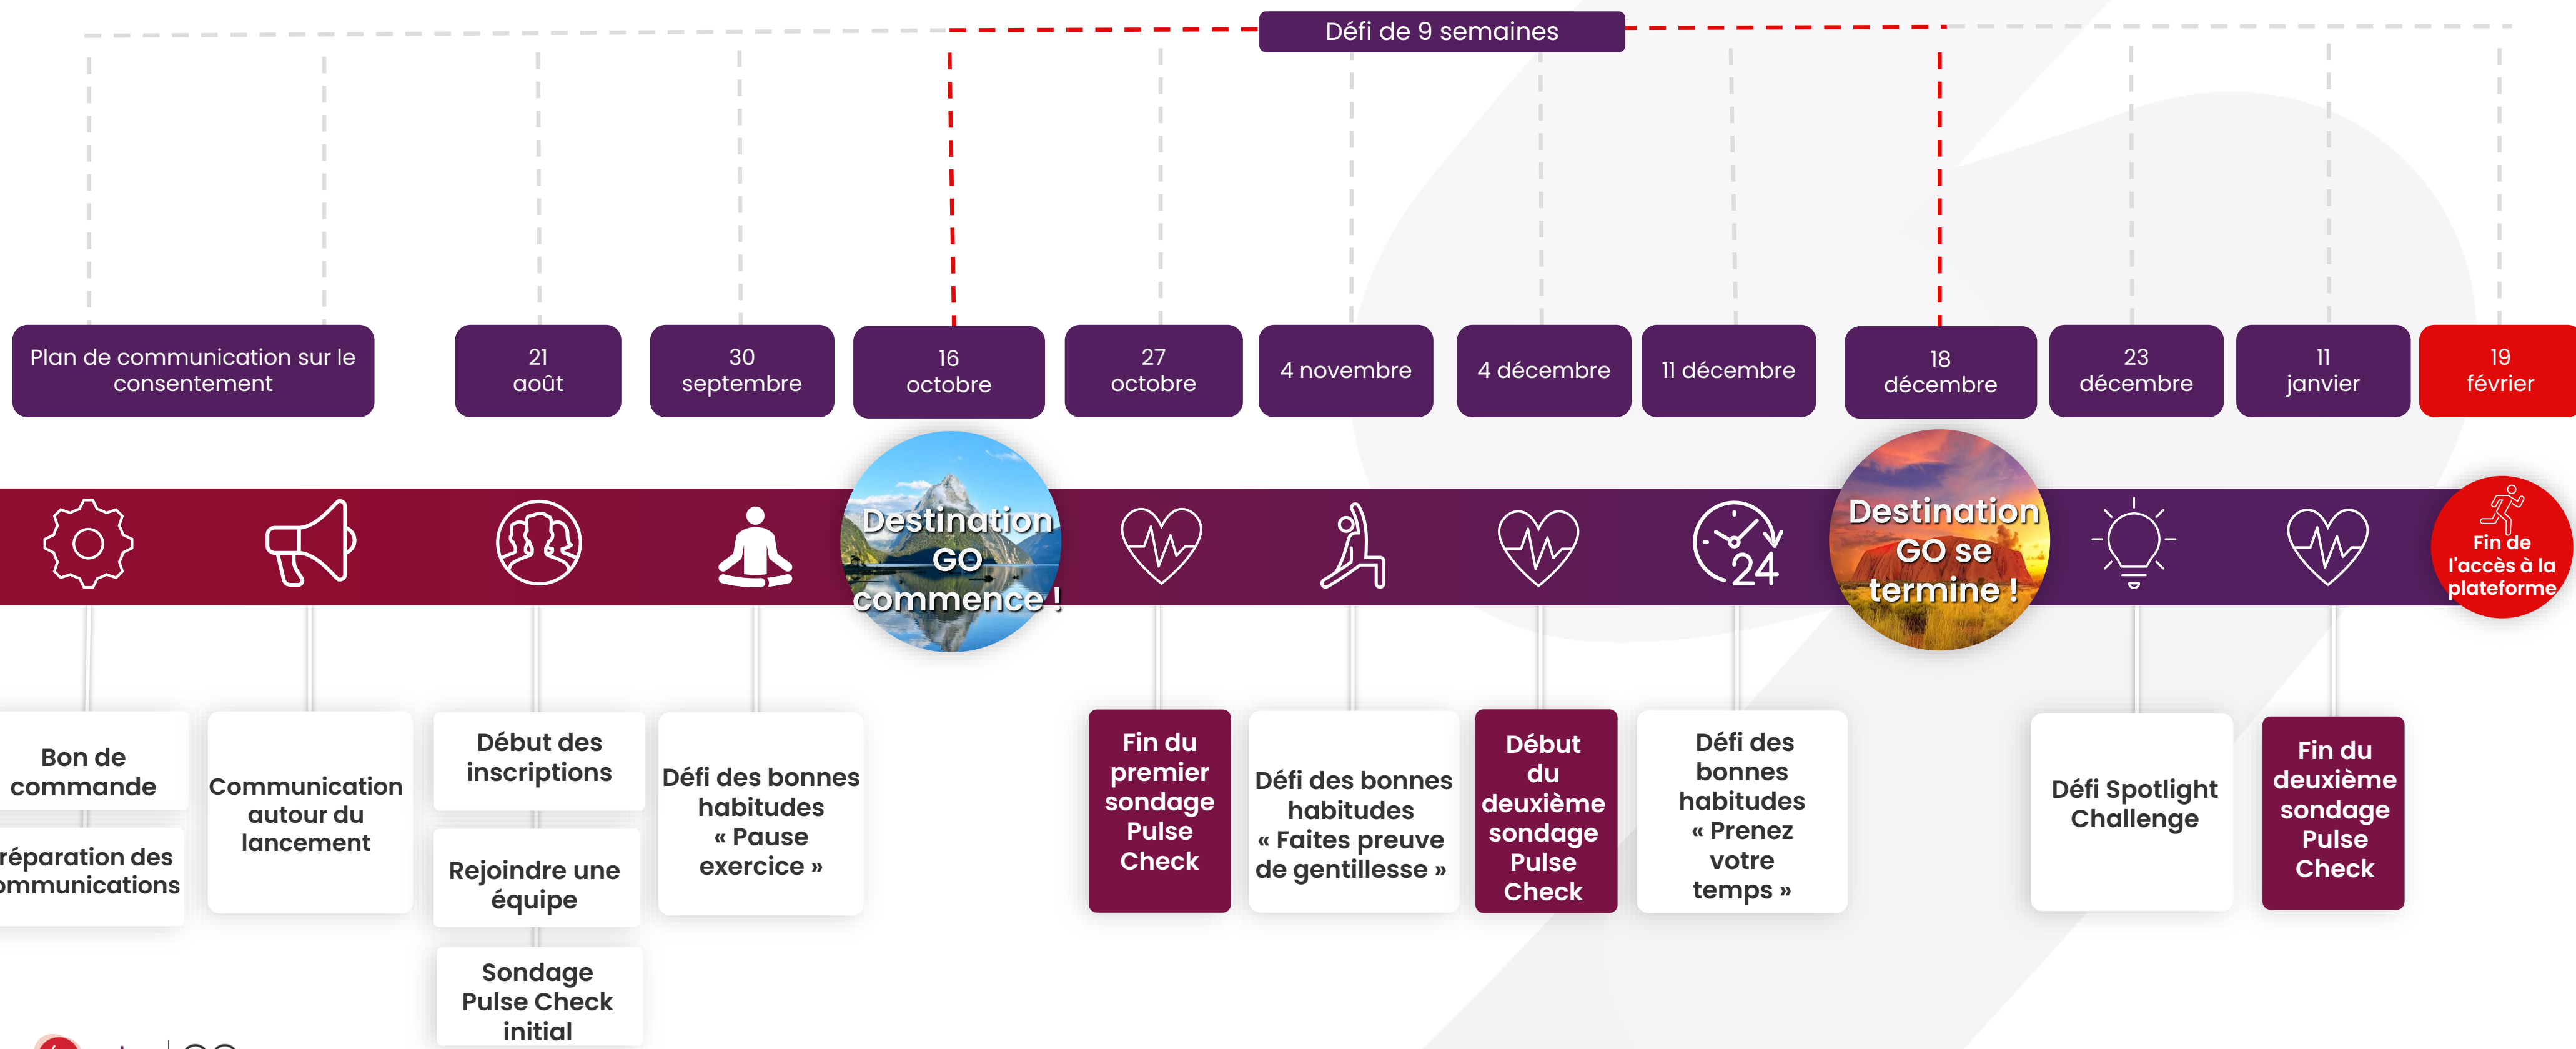 Défi de 9 semaines
Plan de communication sur le
consentement
21
août
30
septembre
16
octobre
27
octobre
4 novembre
4 décembre
11 décembre
18
décembre
23
décembre
11
janvier
19
février
Destination
GO
commence !
24
Destination
GO se
termine !
Fin de
l'accès à la
plateforme
Bon de
commande
réparation des
ommunications
Communication
autour du
lancement
Début des
inscriptions
Rejoindre une
équipe
Sondage
Pulse Check
initial
Défi des bonnes
habitudes
« Pause
exercice »
Fin du
premier
sondage
Pulse
Check
Défi des bonnes
habitudes
« Faites preuve
de gentillesse »
Début
du
deuxième
sondage
Pulse
Check
Défi des
bonnes
habitudes
« Prenez
votre
temps »
Défi Spotlight
Challenge
Fin du
deuxième
sondage
Pulse
Check